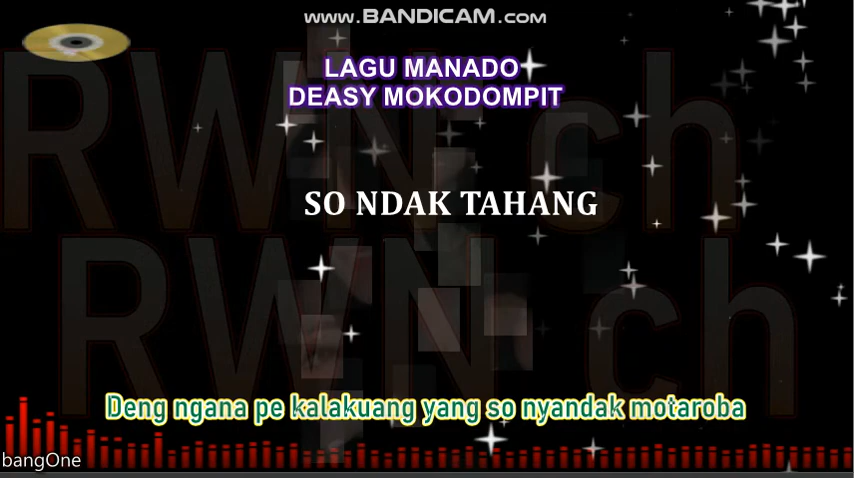 WWW.BANDICAM.COM
LAGU MANADO
DEASY MOKODOMPIT
RWN ch
SO NDAK TAHANG
RWN ch
Deng ngana pe kalakuang yang so nyandak motaroba
bangOne